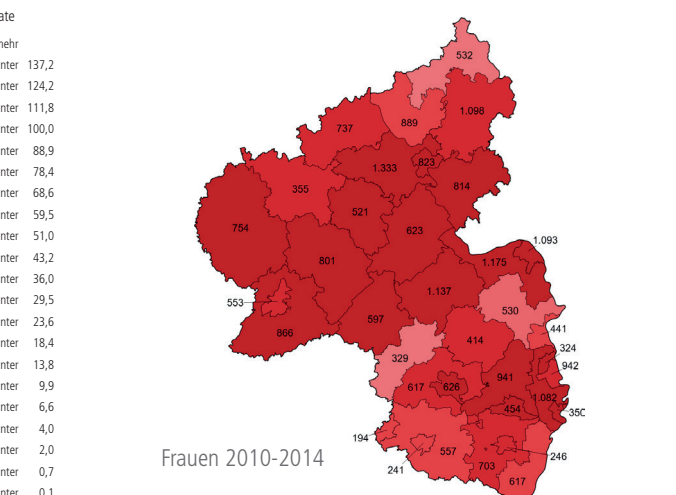 ate
mehr
nter 137,2
nter 124,2
nter 111,8
nter 100,0
nter 88,9
nter 78,4
nter 68,6
nter 59,5
nter 51,0
nter 43,2
nter 36,0
nter 29,5
nter 23,6
nter 18,4
nter 13,8
nter 9,9
nter 6,6
nter 4,0
nter 2,0
nter 0,7
nter 0,1
532
1.098
889
737
1.333
823
814
355
521
754
623
801
1.093
1.175
1.137
553
530
597
866
441
414
324
329
942
941
617
626
1.082
454
350
194
557
241
246
703
617
Frauen 2010-2014